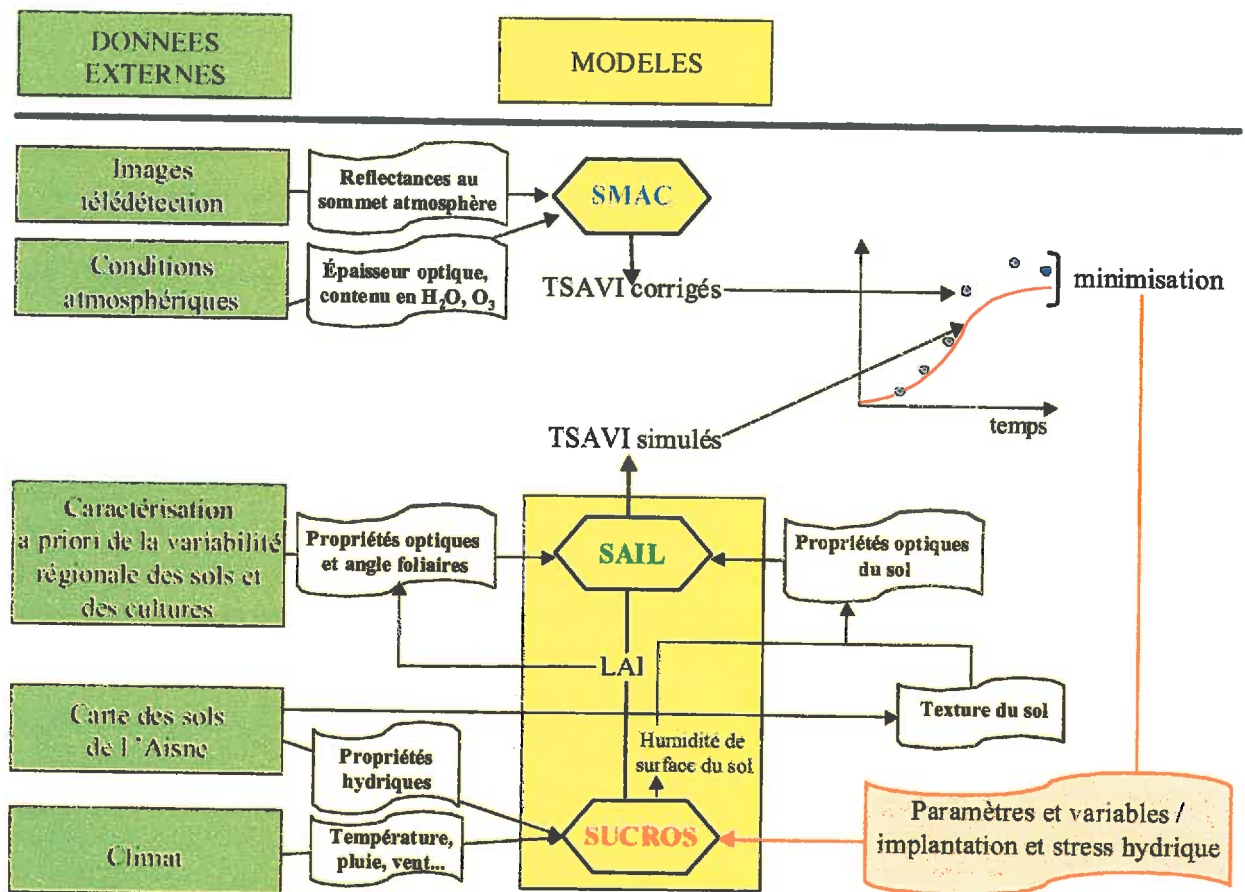 DONNEES
EXTERNES
MODELES
Images
télédétection
Reflectances au
sommet atmosphère
SMAC
Conditions
atmosphériques
Épaisseur optique,
contenu en H₂O, O₃
TSAVI corrigés
minimisation
temps
TSAVI simulés
Caractérisation
a priori de la variabilité
régionale des sols et
des cultures
Propriétés optiques
et angle foliaires
SAIL
Propriétés optiques
du sol
LAI
Carte des sols
de l'Aisne
Texture du sol
Propriétés
hydriques
Humidité de
surface du sol
Climat
Température,
pluie, vent...
SUCROS
Paramètres et variables /
implantation et stress hydrique